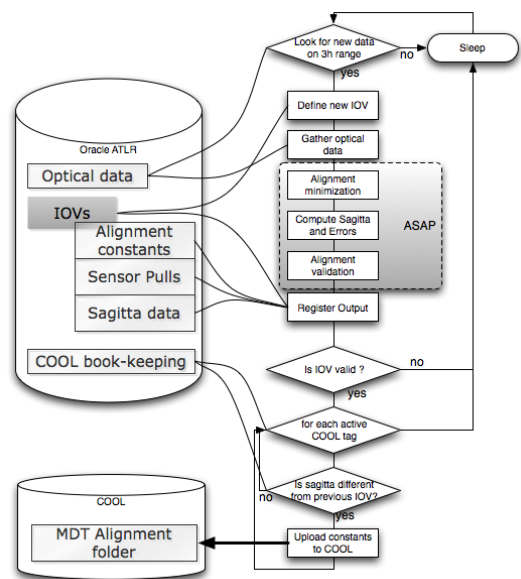 Look for new data
on 3h range
no
Sleep
yes
Define new IOV
Oracle ATLR
Gather optical
data
Optical data
Alignment
minimization
IOVs
Compute Sagitta
and Errors
ASAP
Alignment
constants
Sensor Pulls
Alignment
validation
Sagitta data
Register Output
COOL book-keeping
Is IOV valid ?
no
yes
for each active
COOL tag
Is sagitta different
from previous IOV?
no
yes
COOL
MDT Alignment
folder
Upload constants
to COOL